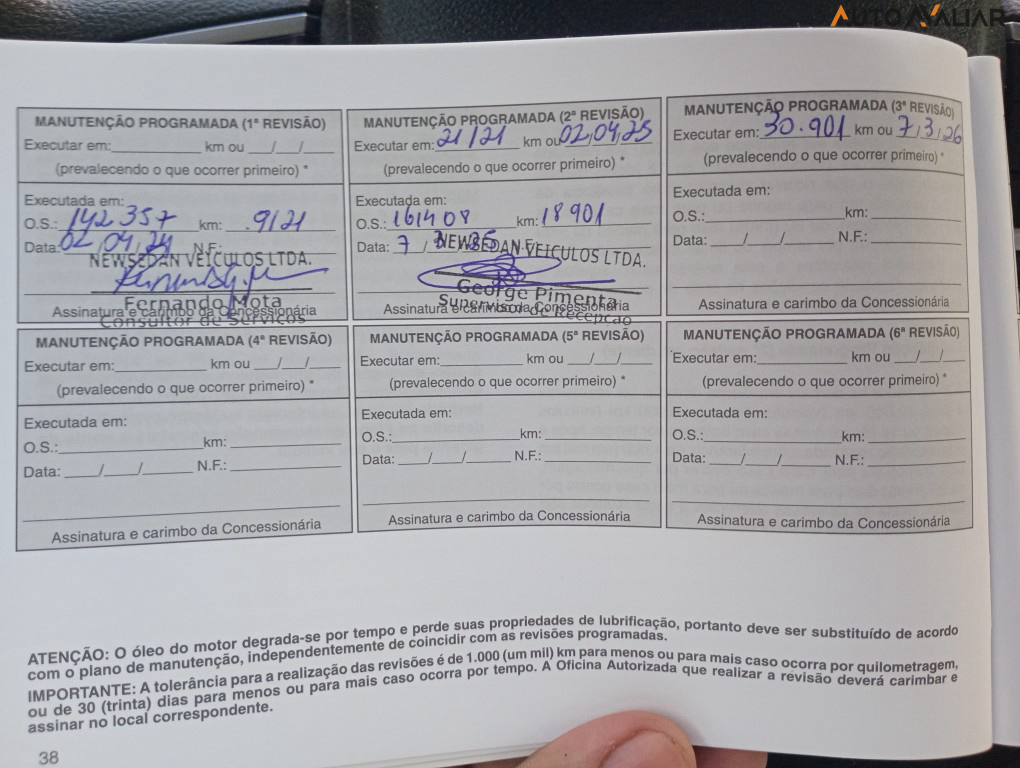 AUTOAVALIAR
MANUTENÇÃO PROGRAMADA (1ª REVISÃO)
Executar em: km ou / /
(prevalecendo o que ocorrer primeiro) *
Executada em:
O.S.: 142357 km: .9121
Data: 02,04,24 N.F:
NEWSEDAN VEÍCULOS LTDA.
Fernando Mota
Assinatura e carimbo da Concessionária
Consultor de Serviços
MANUTENÇÃO PROGRAMADA (2ª REVISÃO)
Executar em: 21121 km ou 02,04,25
(prevalecendo o que ocorrer primeiro) *
Executada em:
O.S.: 161408 km: 18901
Data: 7 / 3 25 N.F.
NEWSEDAN VEÍCULOS LTDA.
George Pimenta
Assinatura e carimbo da Concessionária
Supervisor de Recepção
MANUTENÇÃO PROGRAMADA (3ª REVISÃO)
Executar em: 30.901 km ou 7,3,26
(prevalecendo o que ocorrer primeiro) *
Executada em:
O.S.: km:
Data: / / N.F.:
Assinatura e carimbo da Concessionária
MANUTENÇÃO PROGRAMADA (4ª REVISÃO)
Executar em: km ou / /
(prevalecendo o que ocorrer primeiro) *
Executada em:
O.S.: km:
Data: / / N.F.:
Assinatura e carimbo da Concessionária
MANUTENÇÃO PROGRAMADA (5ª REVISÃO)
Executar em: km ou / /
(prevalecendo o que ocorrer primeiro) *
Executada em:
O.S.: km:
Data: / / N.F.:
Assinatura e carimbo da Concessionária
MANUTENÇÃO PROGRAMADA (6ª REVISÃO)
Executar em: km ou / /
(prevalecendo o que ocorrer primeiro) *
Executada em:
O.S.: km:
Data: / / N.F.:
Assinatura e carimbo da Concessionária
ATENÇÃO: O óleo do motor degrada-se por tempo e perde suas propriedades de lubrificação, portanto deve ser substituído de acordo
com o plano de manutenção, independentemente de coincidir com as revisões programadas.
IMPORTANTE: A tolerância para a realização das revisões é de 1.000 (um mil) km para menos ou para mais caso ocorra por quilometragem,
ou de 30 (trinta) dias para menos ou para mais caso ocorra por tempo. A Oficina Autorizada que realizar a revisão deverá carimbar e
assinar no local correspondente.
38